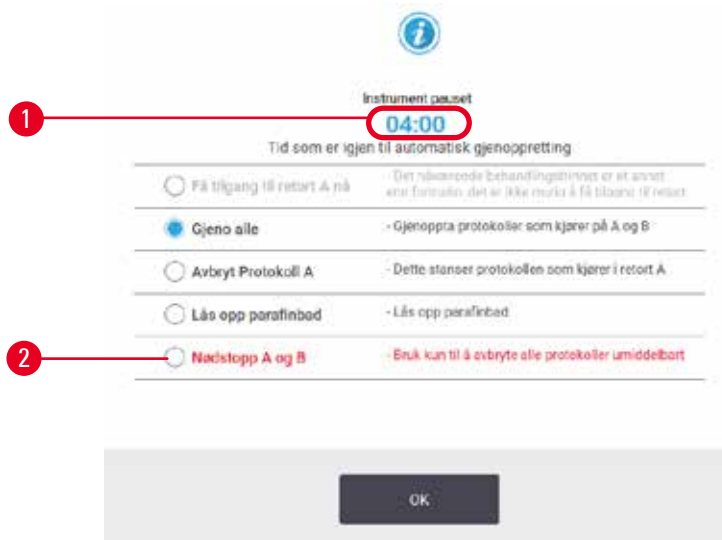 Instrument pauset
1
04:00
Tid som er igjen til automatisk gjenoppretting
Få tilgang til retort A nå
- Det nåværende behandlingstrinnet er et annet
enn formalin, det er ikke mulig å få tilgang til retort
Gjeno alle
- Gjenoppta protokoller som kjører på A og B
Avbryt Protokoll A
- Dette stanser protokollen som kjører i retort A
Lås opp parafinbad
- Lås opp parafinbad
2
Nødstopp A og B
- Bruk kun til å avbryte alle protokoller umiddelbart
OK